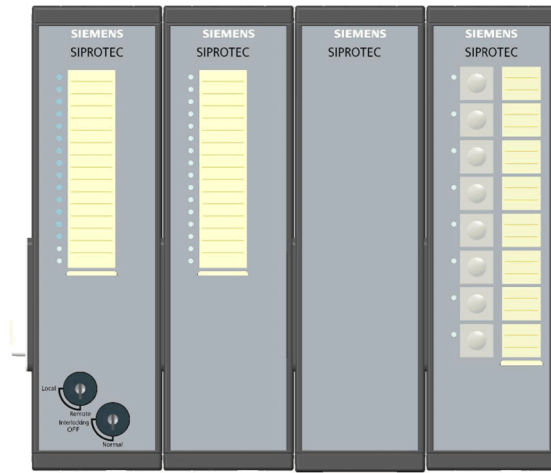 SIEMENS
SIPROTEC
SIEMENS
SIPROTEC
SIEMENS
SIPROTEC
SIEMENS
SIPROTEC
Local
Remote
Interlocking
OFF
Normal